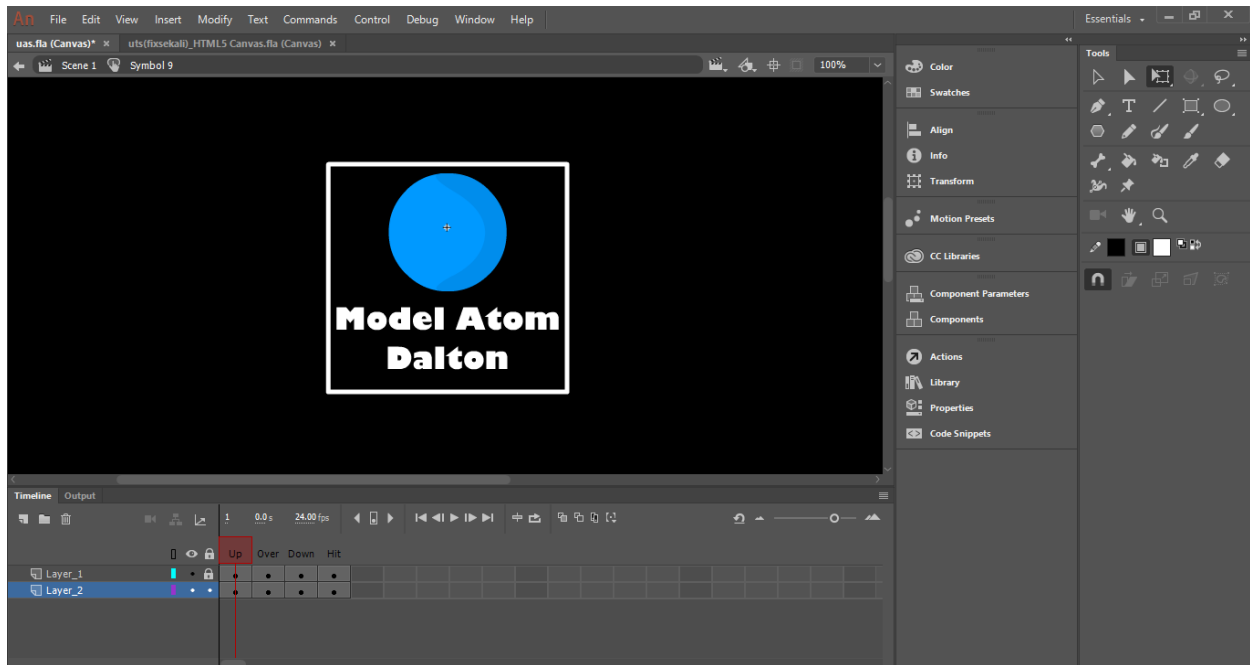 An File Edit View Insert Modify Text Commands Control Debug Window Help Essentials
uas.fla (Canvas)* × uts(fixsekali)_HTML5 Canvas.fla (Canvas) ×
Scene 1 Symbol 9 100%
Model Atom
Dalton
Color
Swatches
Align
Info
Transform
Motion Presets
CC Libraries
Component Parameters
Components
Actions
Library
Properties
Code Snippets
Tools
Timeline Output
1 0.0 s 24.00 fps
Up Over Down Hit
Layer_1
Layer_2